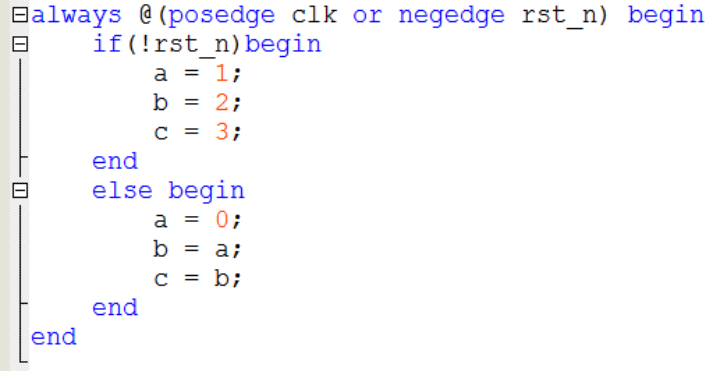 always @(posedge clk or negedge rst_n) begin
if(!rst_n)begin
a = 1;
b = 2;
c = 3;
end
else begin
a = 0;
b = a;
c = b;
end
end